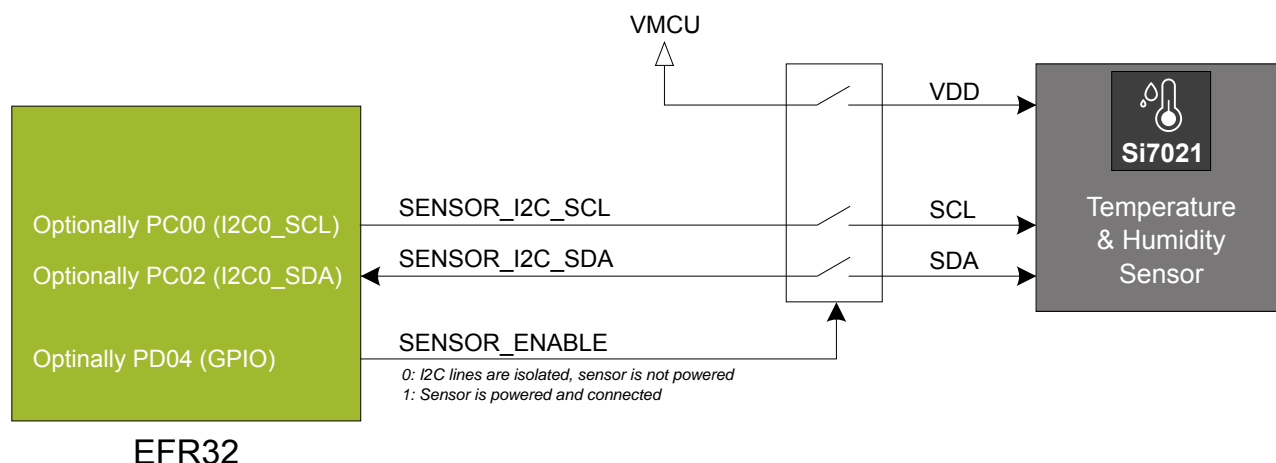 VMCU
VDD
Si7021
Optionally PC00 (I2C0_SCL)
SENSOR_I2C_SCL
SCL
Temperature
& Humidity
Sensor
Optionally PC02 (I2C0_SDA)
SENSOR_I2C_SDA
SDA
Optinally PD04 (GPIO)
SENSOR_ENABLE
0: I2C lines are isolated, sensor is not powered
1: Sensor is powered and connected
EFR32